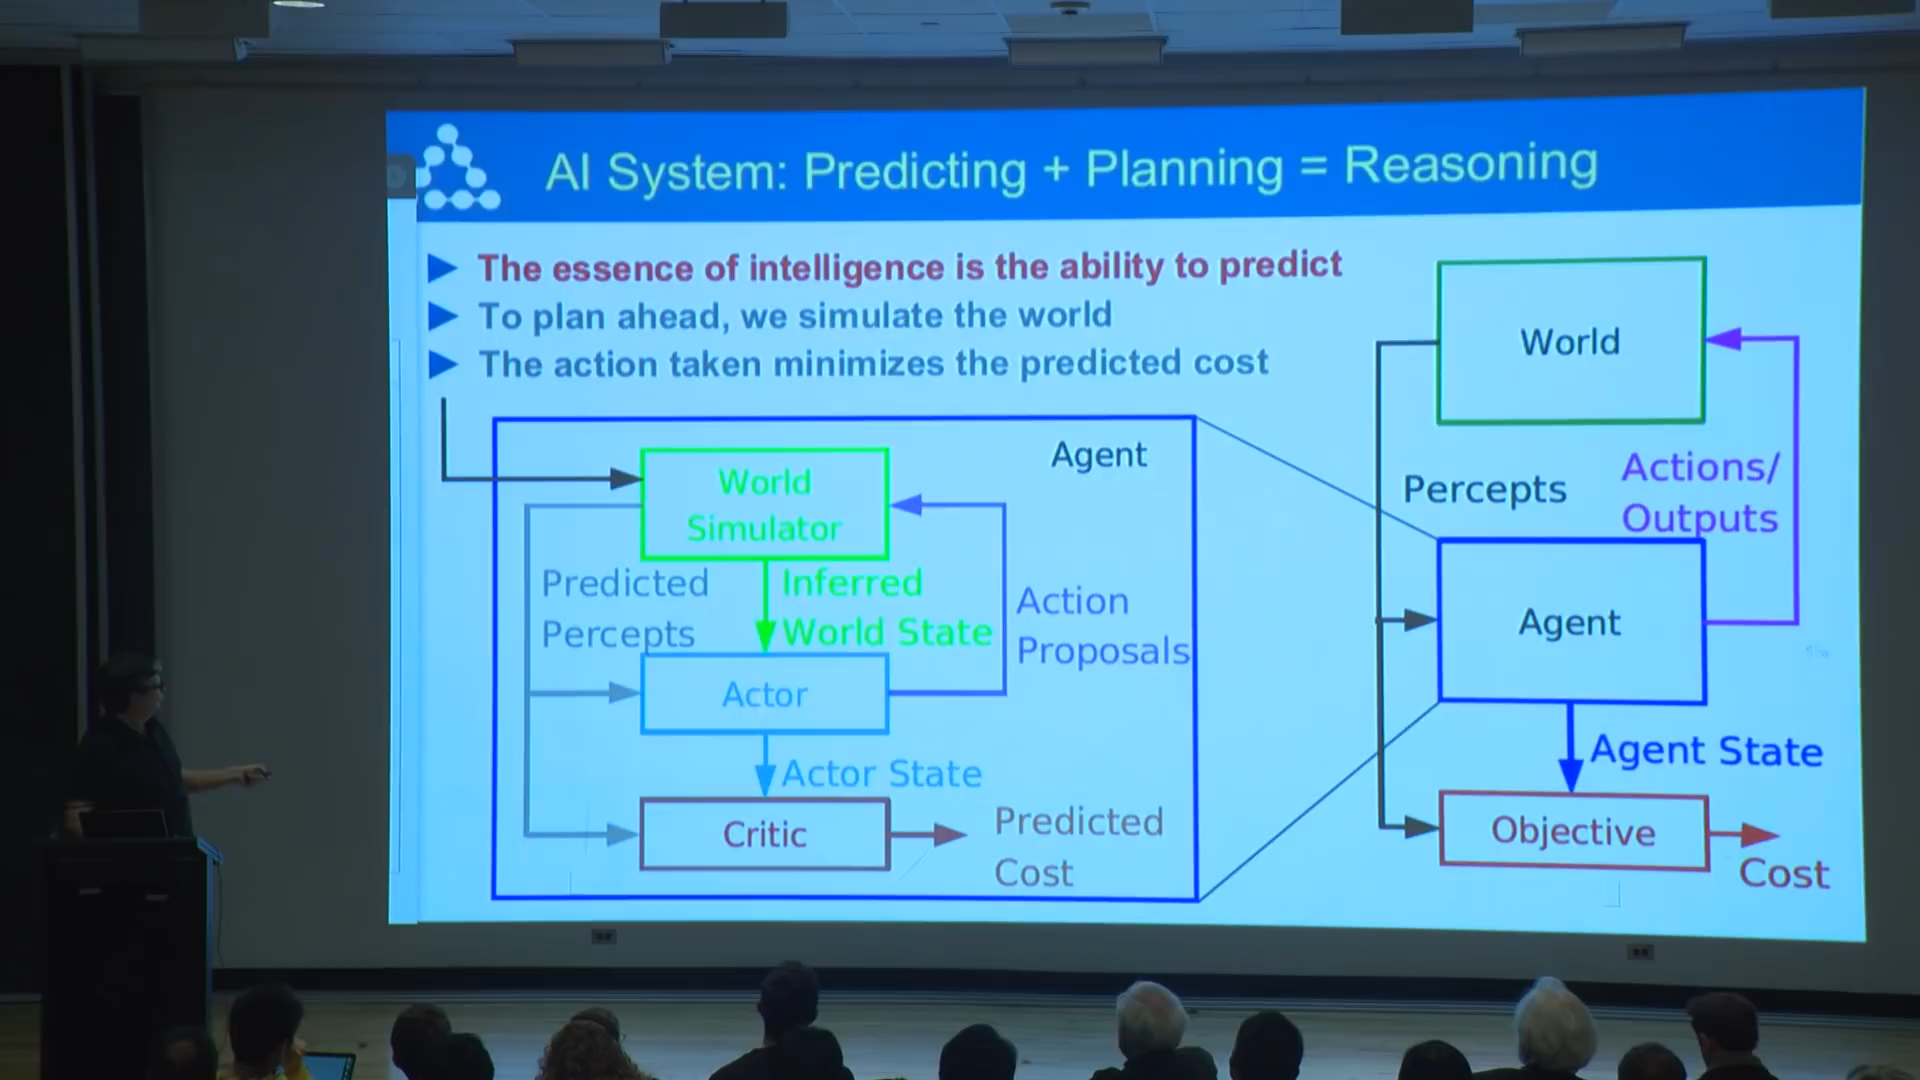 AI System: Predicting + Planning = Reasoning
The essence of intelligence is the ability to predict
To plan ahead, we simulate the world
The action taken minimizes the predicted cost
Agent
World
Simulator
Predicted
Percepts
Inferred
World State
Action
Proposals
Actor
Actor State
Critic
Predicted
Cost
World
Percepts
Actions/
Outputs
Agent
Agent State
Objective
Cost